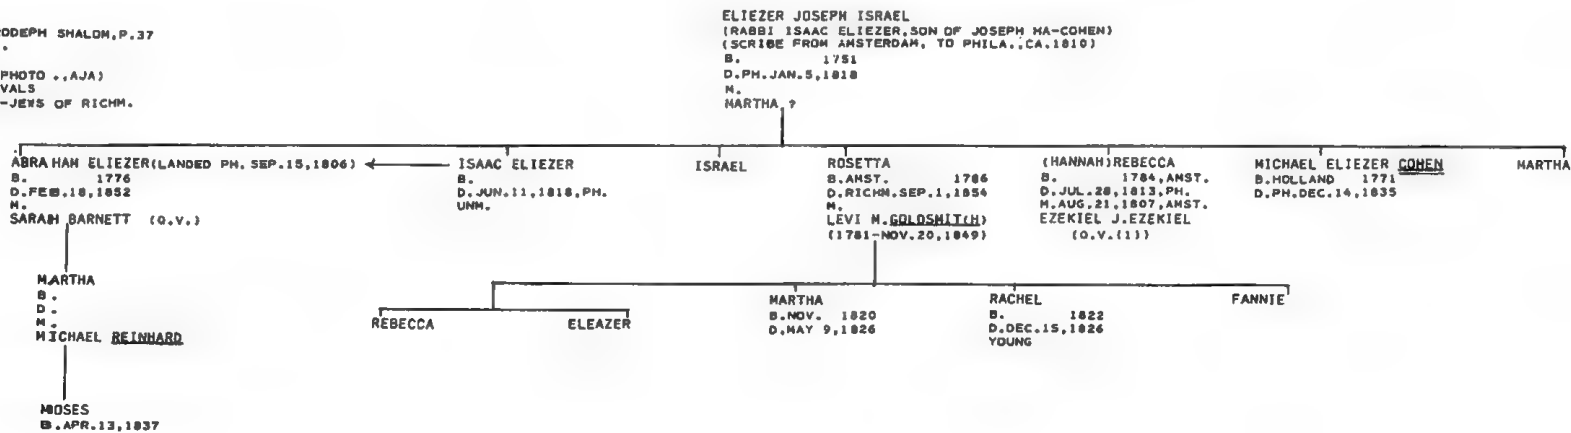 ODEPH SHALOM, P.37
.
PHOTO ., AJA)
VALS
-JEWS OF RICHM.
ELIEZER JOSEPH ISRAEL
(RABBI ISAAC ELIEZER, SON OF JOSEPH HA-COHEN)
(SCRIBE FROM AMSTERDAM, TO PHILA., CA.1810)
B. 1751
D.PH.JAN.5,1818
M.
MARTHA ?
ABRAHAM ELIEZER(LANDED PH. SEP.15,1806)
B. 1776
D.FEB.18,1852
M.
SARAH BARNETT (Q.V.)
ISAAC ELIEZER
B.
D.JUN.11,1818,PH.
UNM.
ISRAEL
ROSETTA
B.AMST. 1786
D.RICHM.SEP.1,1854
M.
LEVI M.GOLDSMIT(H)
(1781-NOV.20,1849)
(HANNAH)REBECCA
B. 1784,AMST.
D.JUL.28,1813,PH.
M.AUG.21,1807,AMST.
EZEKIEL J.EZEKIEL
(Q.V.(1))
MICHAEL ELIEZER COHEN
B.HOLLAND 1771
D.PH.DEC.14,1835
MARTHA
MARTHA
B.
D.
M.
MICHAEL REINHARD
MOSES
B.APR.13,1837
REBECCA
ELEAZER
MARTHA
B.NOV. 1820
D.MAY 9,1826
RACHEL
B. 1822
D.DEC.15,1826
YOUNG
FANNIE